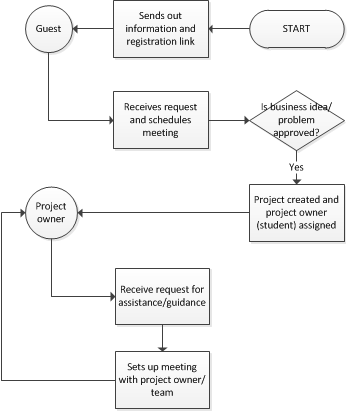 START
Sends out
information and
registration link
Guest
Receives request
and schedules
meeting
Is business idea/
problem
approved?
Yes
Project created and
project owner
(student) assigned
Project
owner
Receive request for
assistance/guidance
Sets up meeting
with project owner/
team